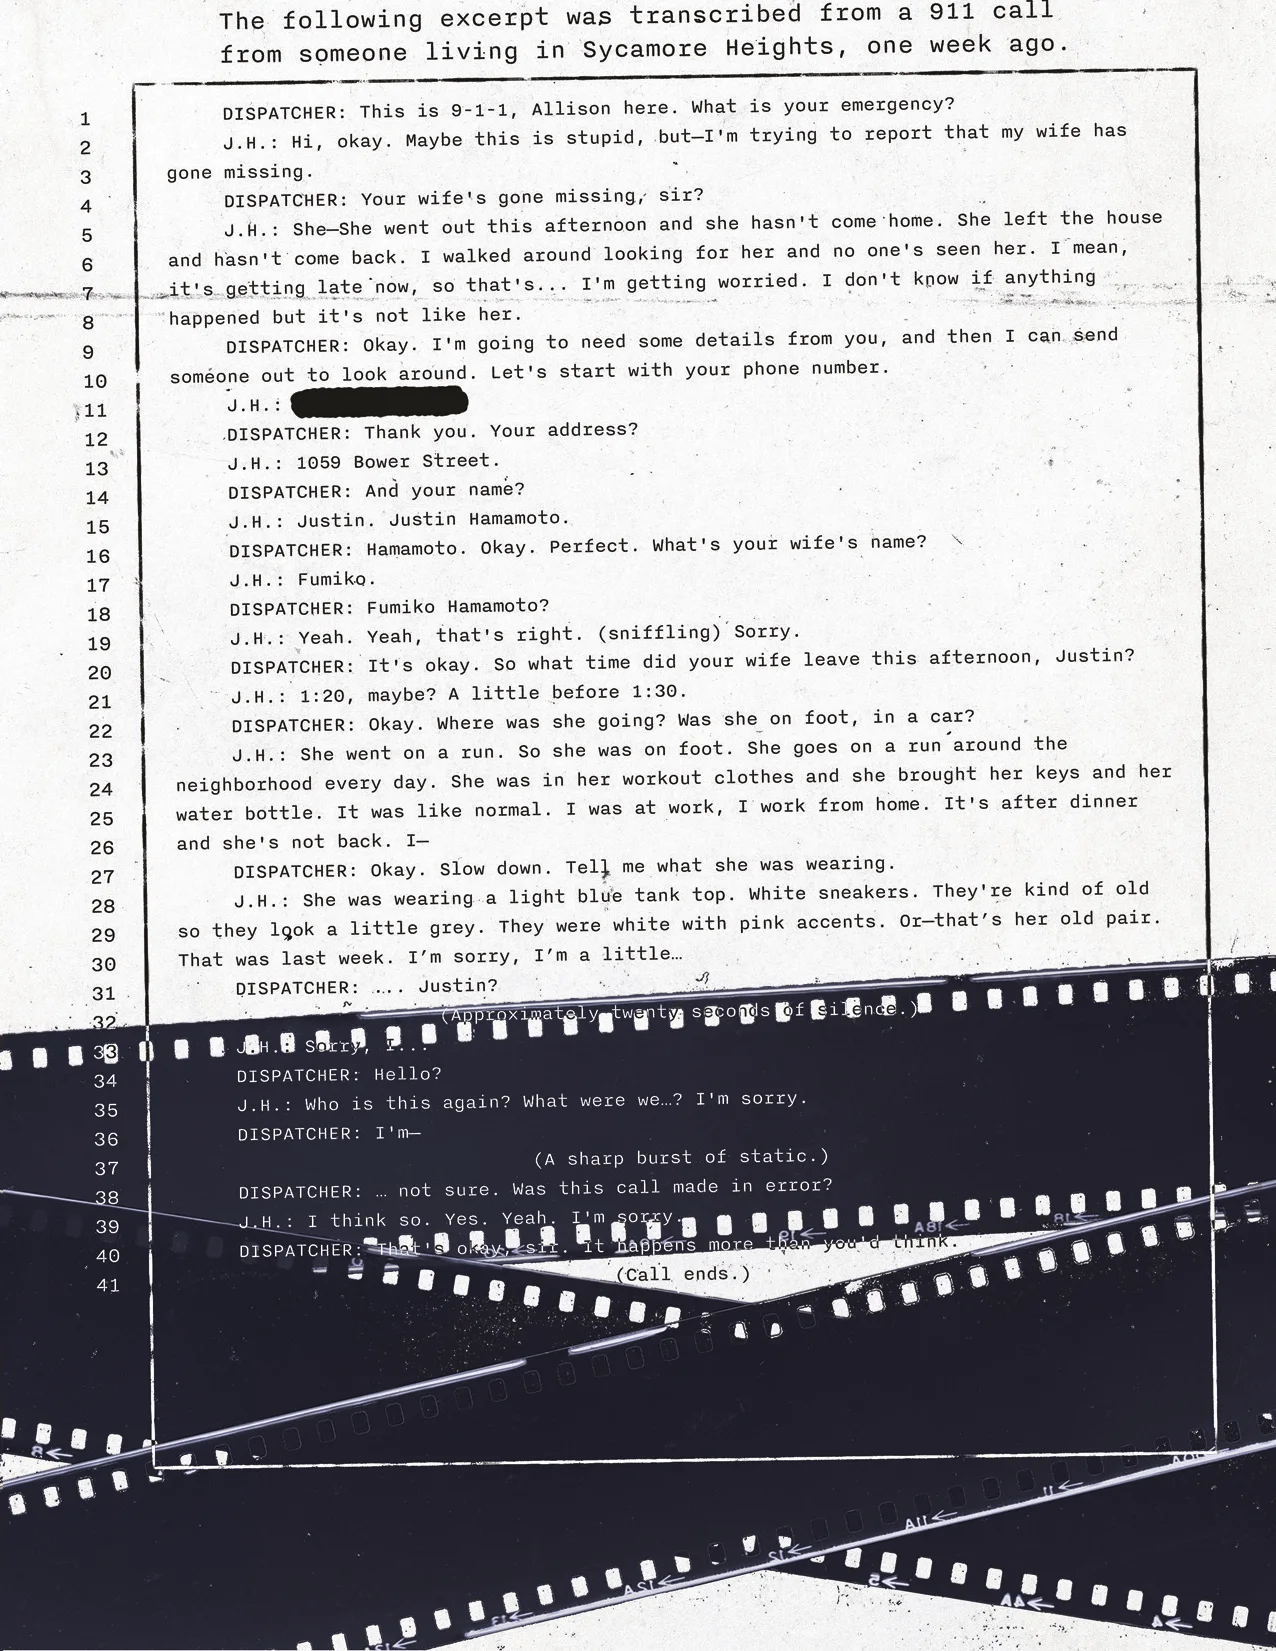 The following excerpt was transcribed from a 911 call
from someone living in Sycamore Heights, one week ago.
1 DISPATCHER: This is 9-1-1, Allison here. What is your emergency?
2 J.H.: Hi, okay. Maybe this is stupid, but—I'm trying to report that my wife has
3 gone missing.
4 DISPATCHER: Your wife's gone missing, sir?
5 J.H.: She—She went out this afternoon and she hasn't come home. She left the house
6 and hasn't come back. I walked around looking for her and no one's seen her. I mean,
7 it's getting late now, so that's... I'm getting worried. I don't know if anything
8 happened but it's not like her.
9 DISPATCHER: Okay. I'm going to need some details from you, and then I can send
10 someone out to look around. Let's start with your phone number.
11 J.H.:
12 DISPATCHER: Thank you. Your address?
13 J.H.: 1059 Bower Street.
14 DISPATCHER: And your name?
15 J.H.: Justin. Justin Hamamoto.
16 DISPATCHER: Hamamoto. Okay. Perfect. What's your wife's name?
17 J.H.: Fumiko.
18 DISPATCHER: Fumiko Hamamoto?
19 J.H.: Yeah. Yeah, that's right. (sniffling) Sorry.
20 DISPATCHER: It's okay. So what time did your wife leave this afternoon, Justin?
21 J.H.: 1:20, maybe? A little before 1:30.
22 DISPATCHER: Okay. Where was she going? Was she on foot, in a car?
23 J.H.: She went on a run. So she was on foot. She goes on a run around the
24 neighborhood every day. She was in her workout clothes and she brought her keys and her
25 water bottle. It was like normal. I was at work, I work from home. It's after dinner
26 and she's not back. I—
27 DISPATCHER: Okay. Slow down. Tell me what she was wearing.
28 J.H.: She was wearing a light blue tank top. White sneakers. They're kind of old
29 so they look a little grey. They were white with pink accents. Or—that’s her old pair.
30 That was last week. I’m sorry, I’m a little…
31 DISPATCHER: ... Justin?
32 (Approximately twenty seconds of silence.)
33 J.H.: Sorry, I...
34 DISPATCHER: Hello?
35 J.H.: Who is this again? What were we…? I'm sorry.
36 DISPATCHER: I'm—
37 (A sharp burst of static.)
38 DISPATCHER: … not sure. Was this call made in error?
39 J.H.: I think so. Yes. Yeah. I'm sorry.
40 DISPATCHER: That's okay, sir. It happens more than you'd think.
41 (Call ends.)
18A
18
8
11
11A
12
12A
13
5
4A
4